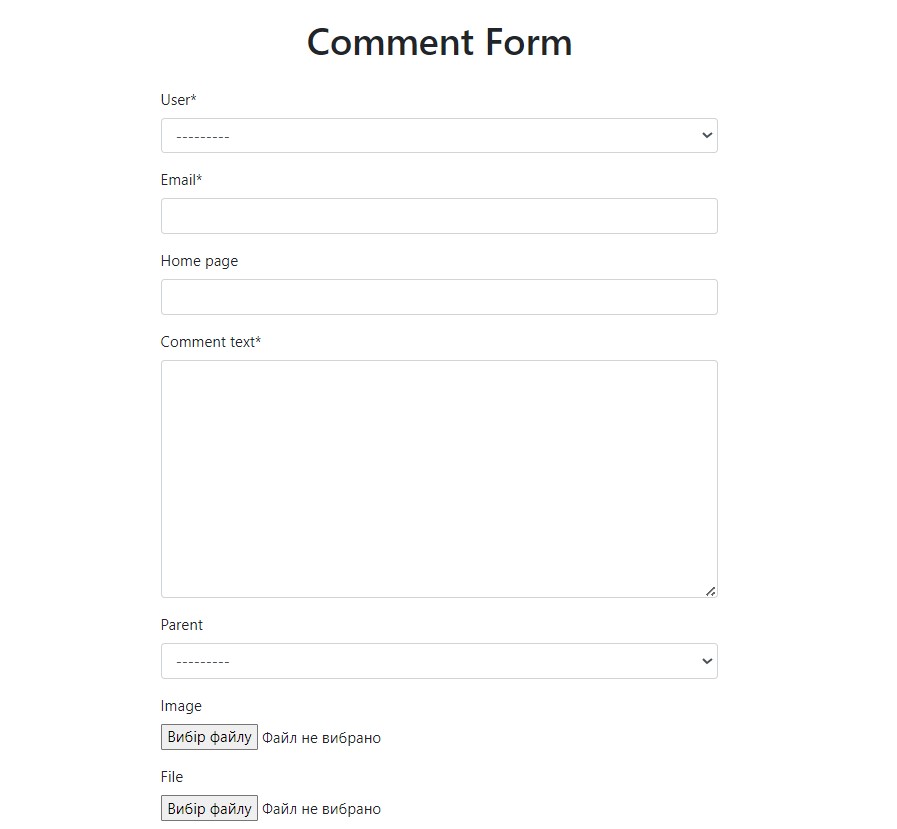 Comment Form
User*
---------
Email*
Home page
Comment text*
Parent
---------
Image
Вибір файлу Файл не вибрано
File
Вибір файлу Файл не вибрано